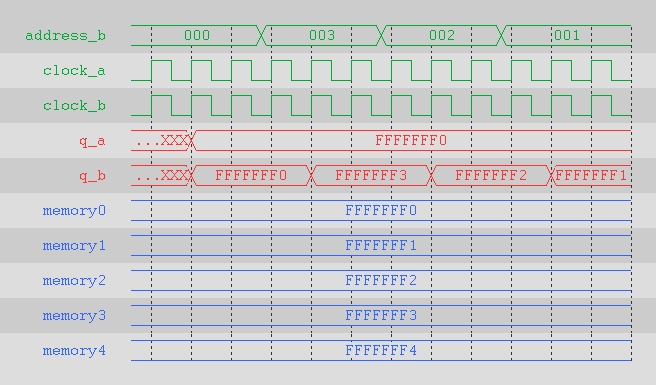 address_b 000 003 002 001
clock_a
clock_b
q_a ...XXX FFFFFFF0
q_b ...XXX FFFFFFF0 FFFFFFF3 FFFFFFF2 FFFFFFF1
memory0 FFFFFFF0
memory1 FFFFFFF1
memory2 FFFFFFF2
memory3 FFFFFFF3
memory4 FFFFFFF4